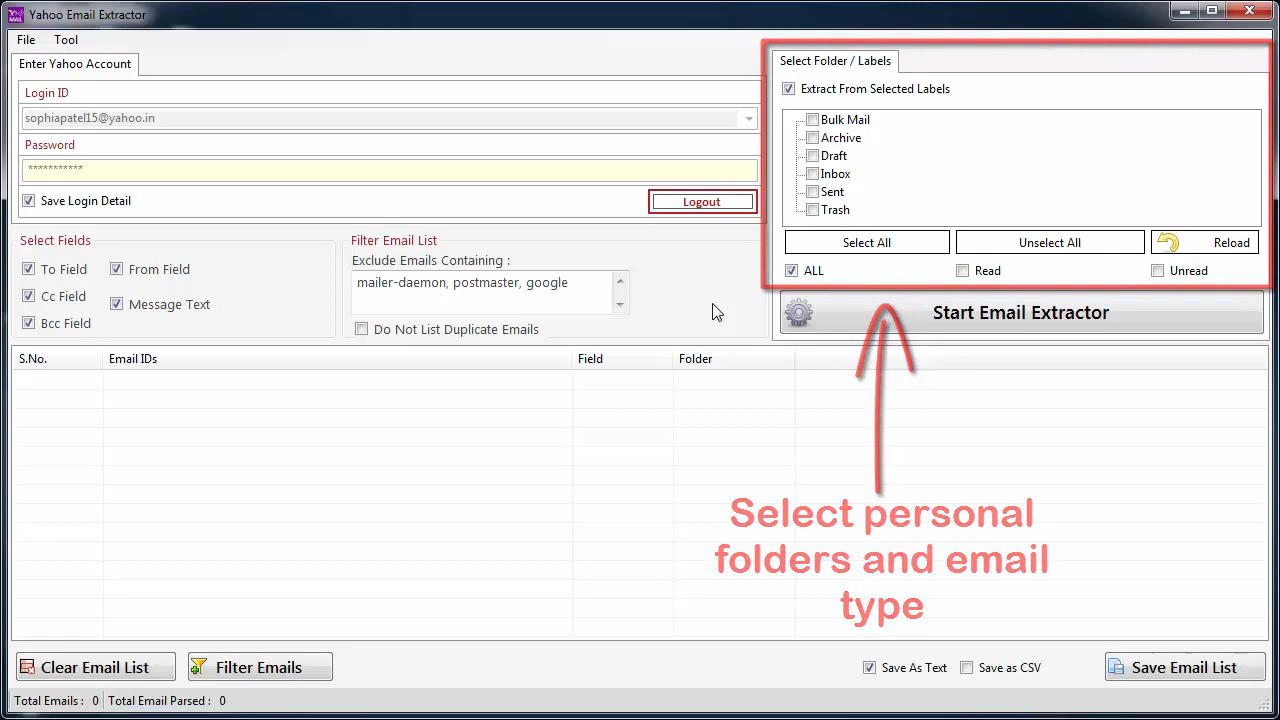 Yahoo Email Extractor
File Tool
Enter Yahoo Account
Login ID
sophiapatel15@yahoo.in
Password
***********
Save Login Detail
Logout
Select Folder / Labels
Extract From Selected Labels
Bulk Mail
Archive
Draft
Inbox
Sent
Trash
Select All Unselect All Reload
ALL Read Unread
Select Fields
To Field From Field
Cc Field Message Text
Bcc Field
Filter Email List
Exclude Emails Containing :
mailer-daemon, postmaster, google
Do Not List Duplicate Emails
Start Email Extractor
S.No. Email IDs Field Folder
Select personal
folders and email
type
Clear Email List Filter Emails Save As Text Save as CSV Save Email List
Total Emails : 0 Total Email Parsed : 0